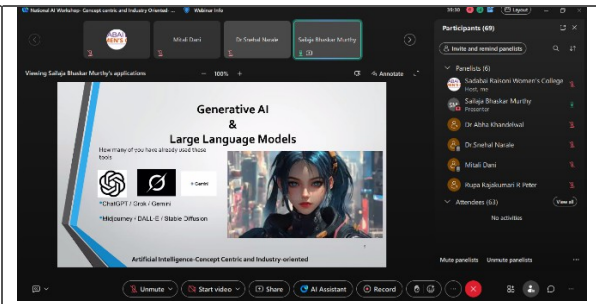 National AI Workshop- Concept centric and Industry Oriented-...
Webinar Info
Layout
Mitali Dani
Dr Snehal Narale
Sailaja Bhaskar Murthy
Viewing Sailaja Bhaskar Murthy's applications
− 100% +
Annotate
Generative AI
&
Large Language Models
How many of you have already used these
tools
Gemini
*ChatGPT / Grok / Gemini
*Midjourney / DALL-E / Stable Diffusion
Artificial Intelligence-Concept Centric and Industry-oriented
Participants (69)
Invite and remind panelists
Panelists (6)
Sadabai Raisoni Women's College
Host, me
Sailaja Bhaskar Murthy
Presenter
Dr Abha Khandelwal
Dr.Snehal Narale
Mitali Dani
Rupa Rajakumari R Peter
Attendees (63)
View all
No activities
Mute panelists Unmute panelists
Unmute
Start video
Share
AI Assistant
Record